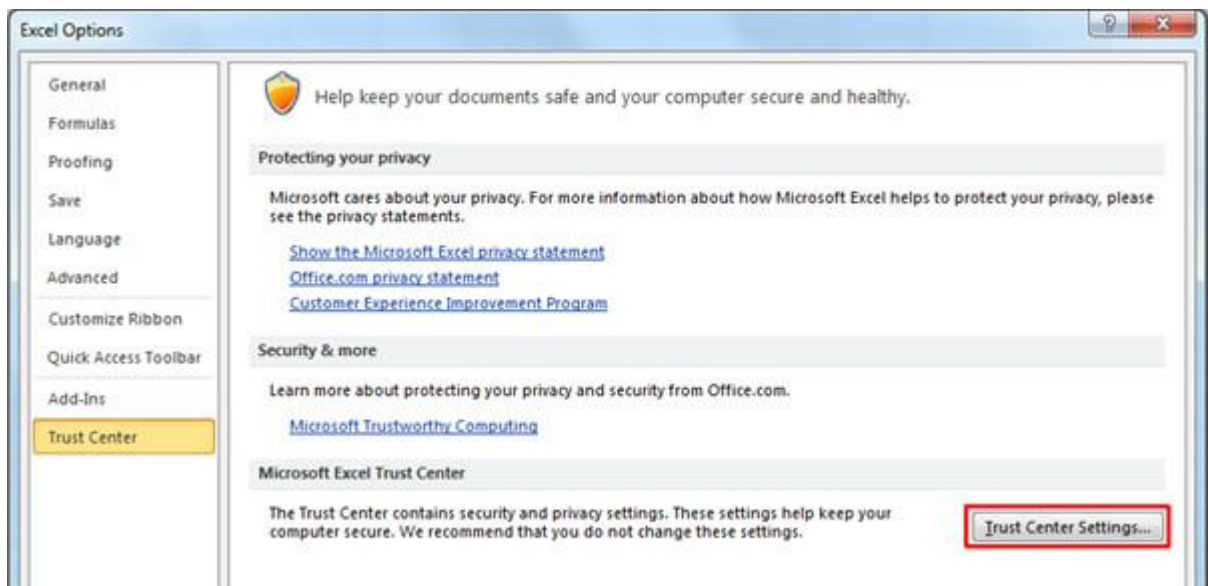 Excel Options
General
Formulas
Proofing
Save
Language
Advanced
Customize Ribbon
Quick Access Toolbar
Add-Ins
Trust Center
Help keep your documents safe and your computer secure and healthy.
Protecting your privacy
Microsoft cares about your privacy. For more information about how Microsoft Excel helps to protect your privacy, please
see the privacy statements.
Show the Microsoft Excel privacy statement
Office.com privacy statement
Customer Experience Improvement Program
Security & more
Learn more about protecting your privacy and security from Office.com.
Microsoft Trustworthy Computing
Microsoft Excel Trust Center
The Trust Center contains security and privacy settings. These settings help keep your
computer secure. We recommend that you do not change these settings.
Trust Center Settings...